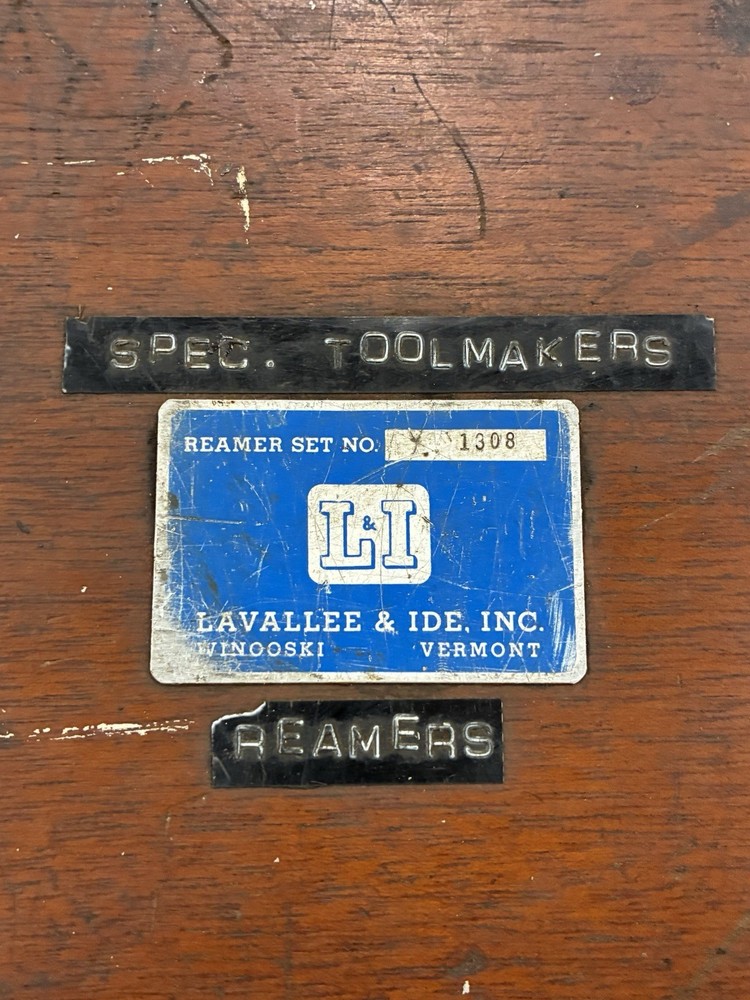 SPEC. TOOLMAKERS
REAMER SET NO. 1308
L&I
LAVALLEE & IDE, INC.
WINOOSKI VERMONT
REAMERS